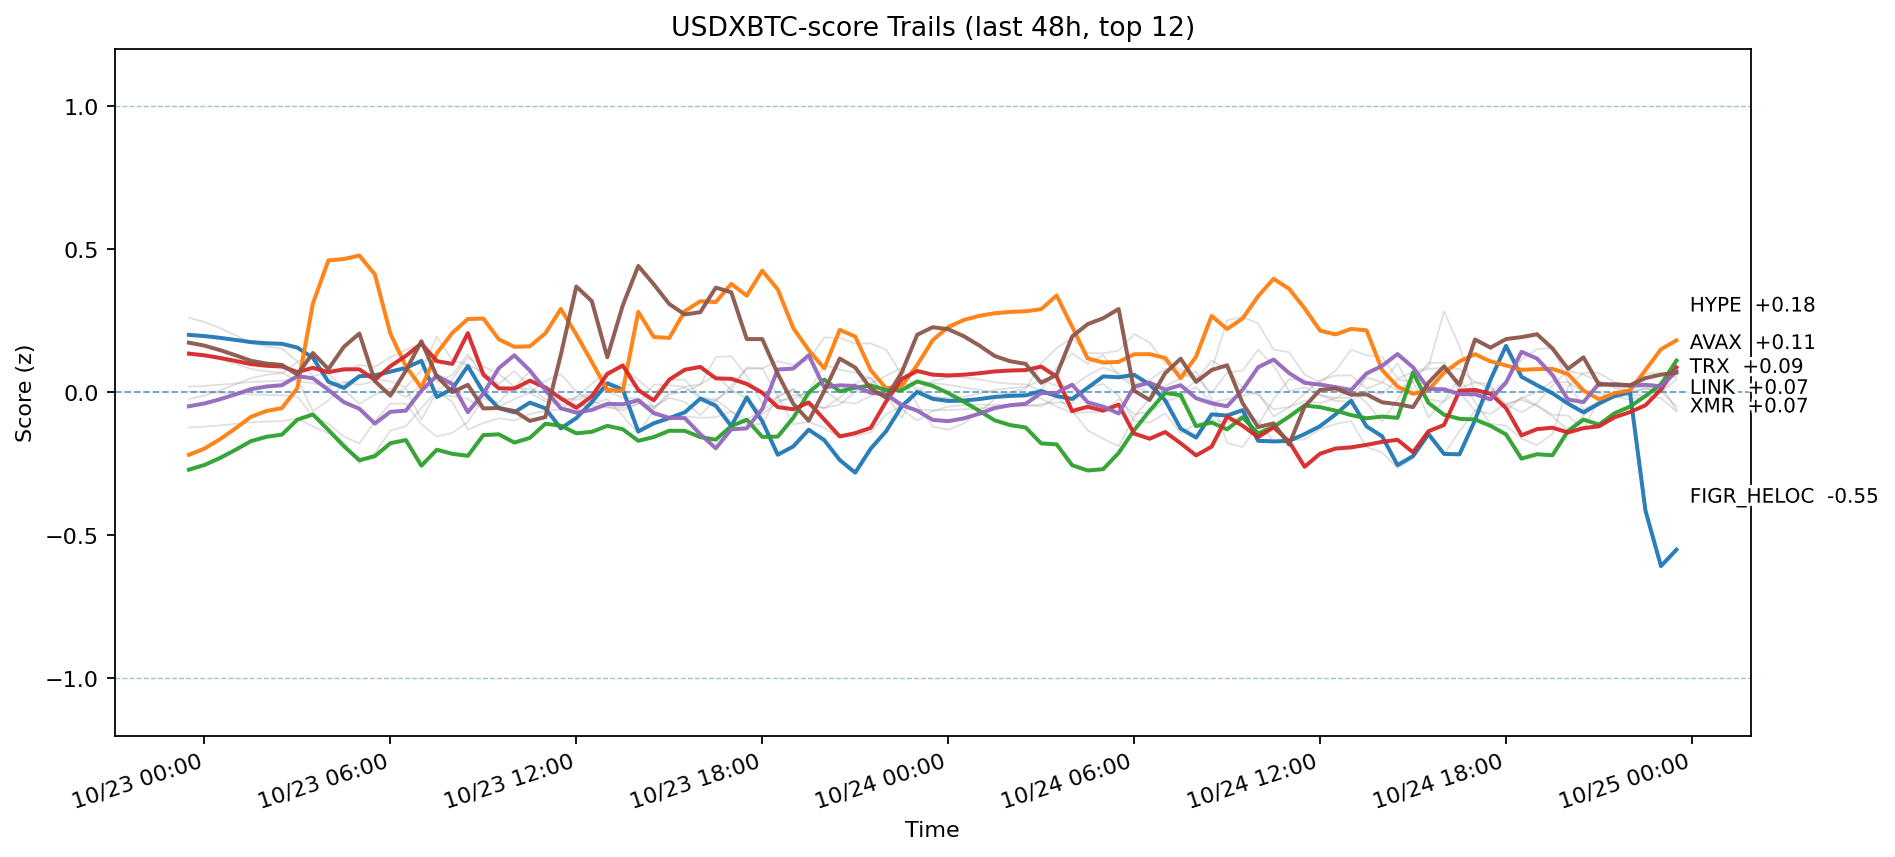 USDXBTC-score Trails (last 48h, top 12)
Score (z)
1.0
0.5
0.0
−0.5
−1.0
HYPE +0.18
AVAX +0.11
TRX +0.09
LINK +0.07
XMR +0.07
FIGR_HELOC -0.55
10/23 00:00
10/23 06:00
10/23 12:00
10/23 18:00
10/24 00:00
10/24 06:00
10/24 12:00
10/24 18:00
10/25 00:00
Time